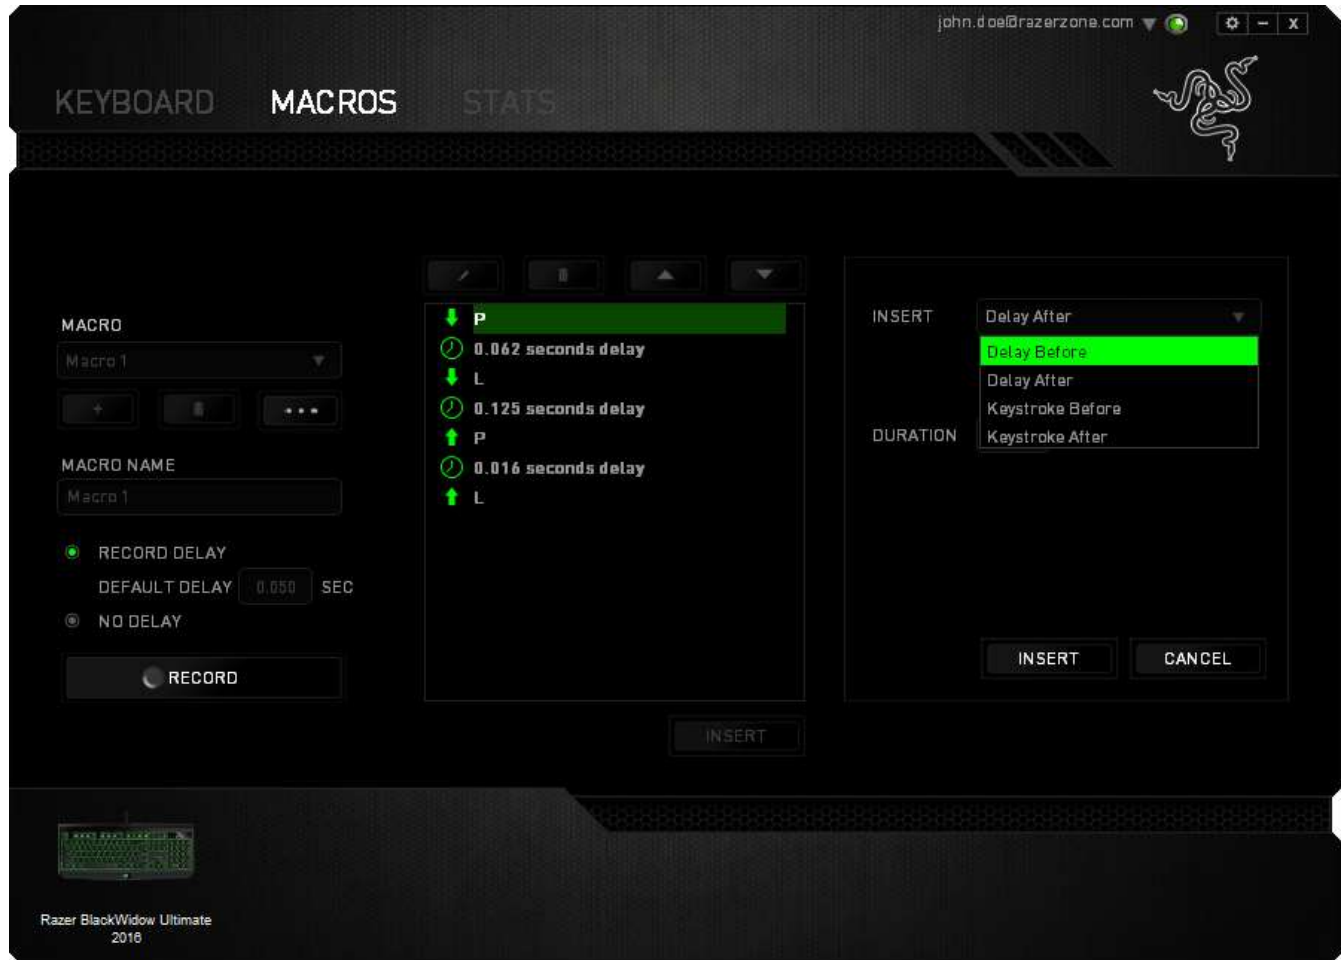 john.doe@razerzone.com
KEYBOARD MACROS STATS
MACRO
Macro 1
MACRO NAME
Macro 1
RECORD DELAY
DEFAULT DELAY 0.050 SEC
NO DELAY
RECORD
P
0.062 seconds delay
L
0.125 seconds delay
P
0.016 seconds delay
L
INSERT
INSERT Delay After
Delay Before
Delay After
Keystroke Before
Keystroke After
DURATION
INSERT CANCEL
Razer BlackWidow Ultimate
2016